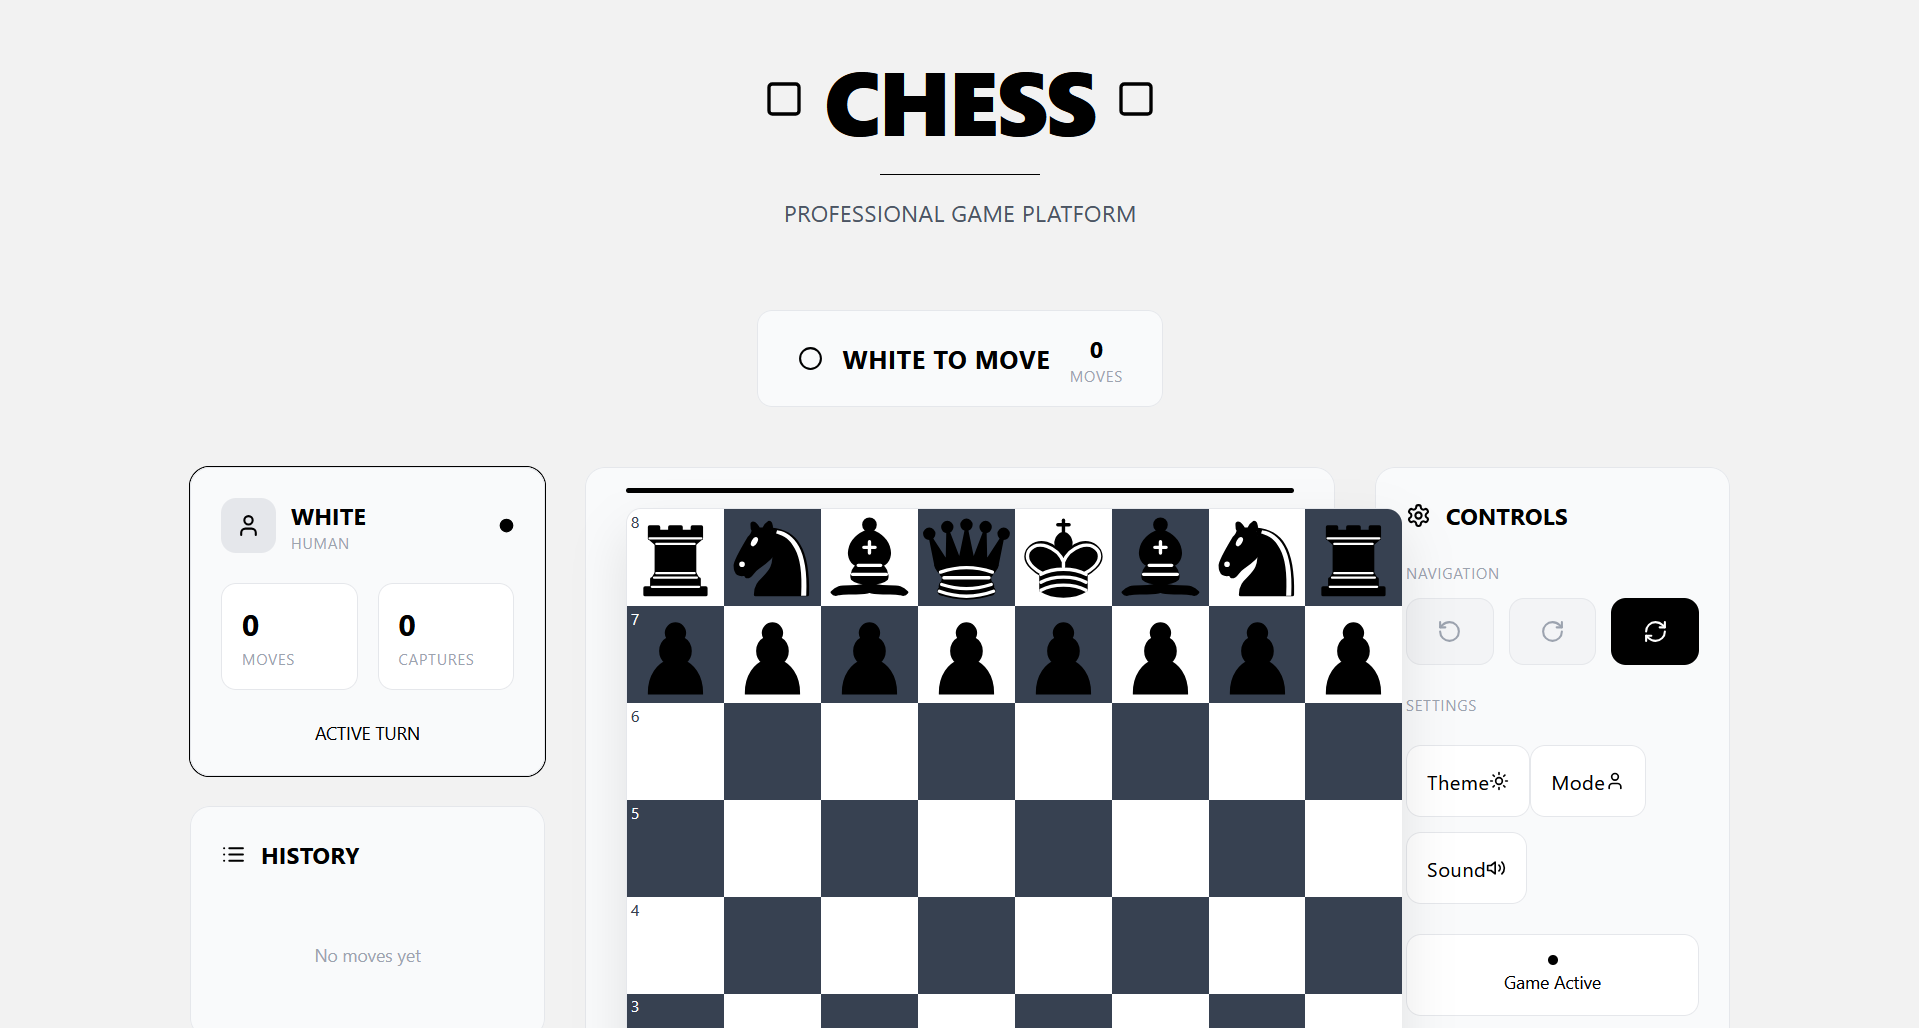 CHESS
PROFESSIONAL GAME PLATFORM
WHITE TO MOVE
0
MOVES
WHITE
HUMAN
0
MOVES
0
CAPTURES
ACTIVE TURN
HISTORY
No moves yet
8
7
6
5
4
3
CONTROLS
NAVIGATION
SETTINGS
Theme
Mode
Sound
Game Active